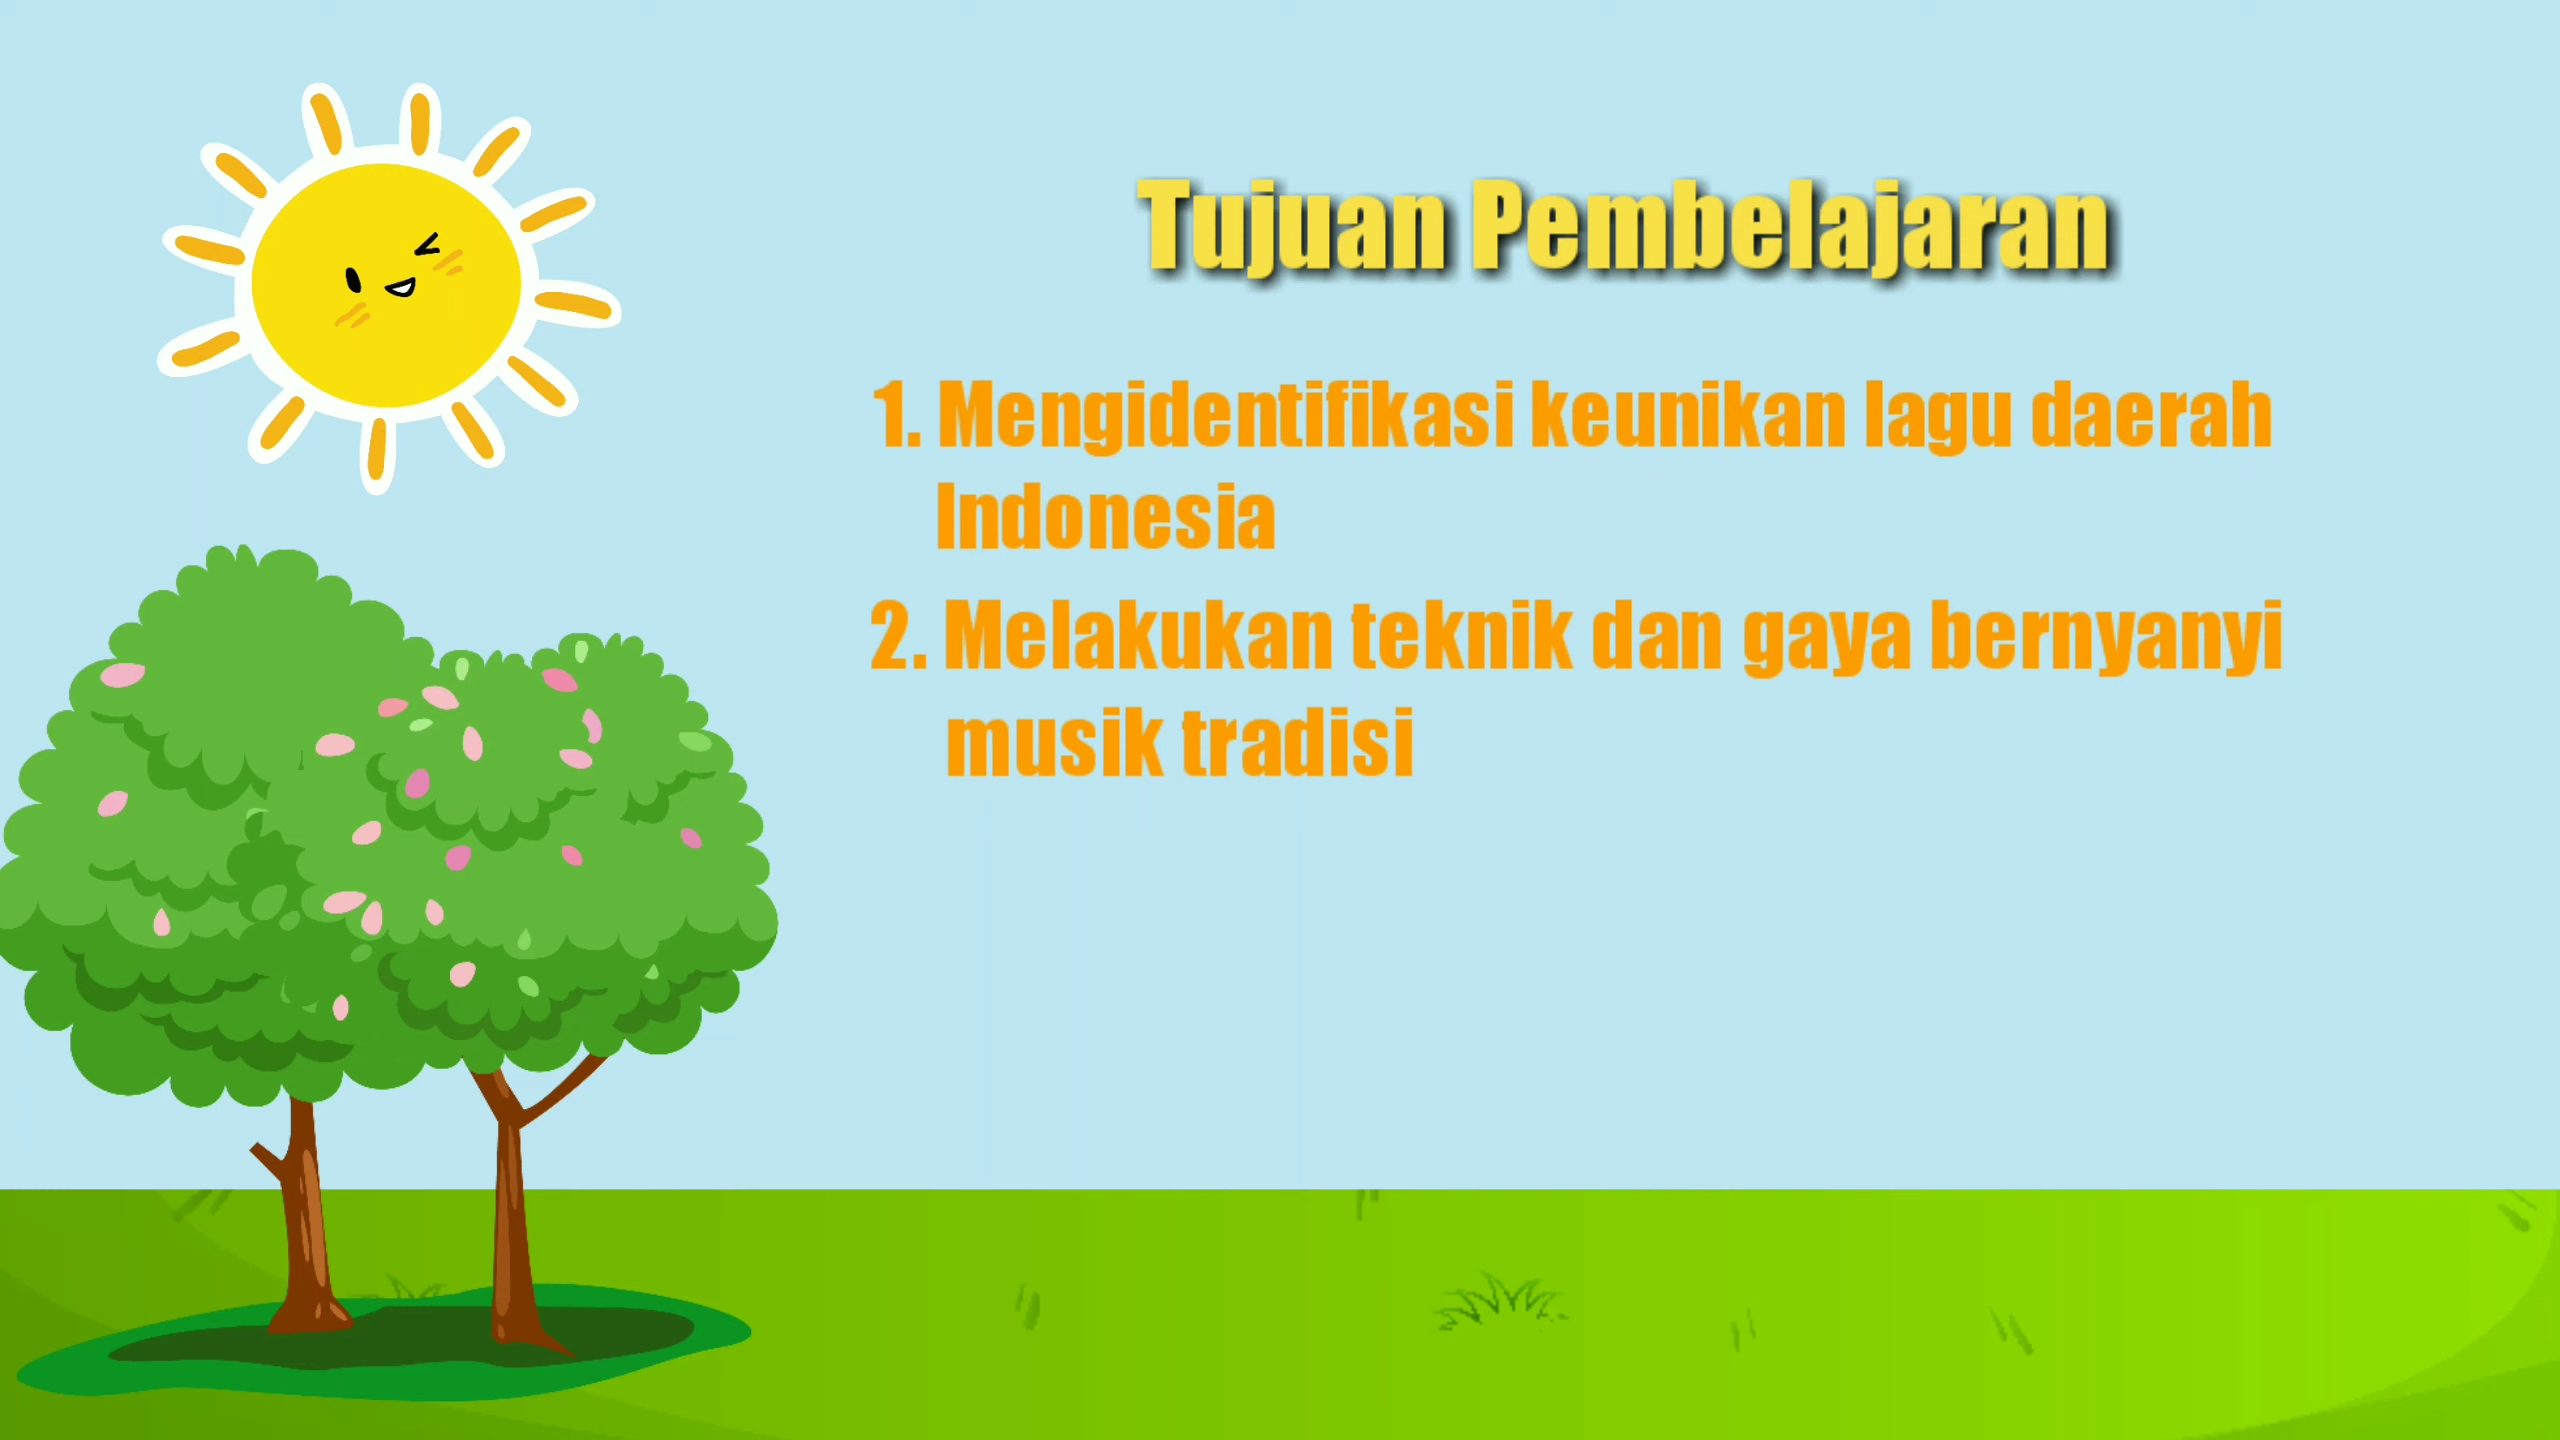 Tujuan Pembelajaran
1. Mengidentifikasi keunikan lagu daerah
Indonesia
2. Melakukan teknik dan gaya bernyanyi
musik tradisi